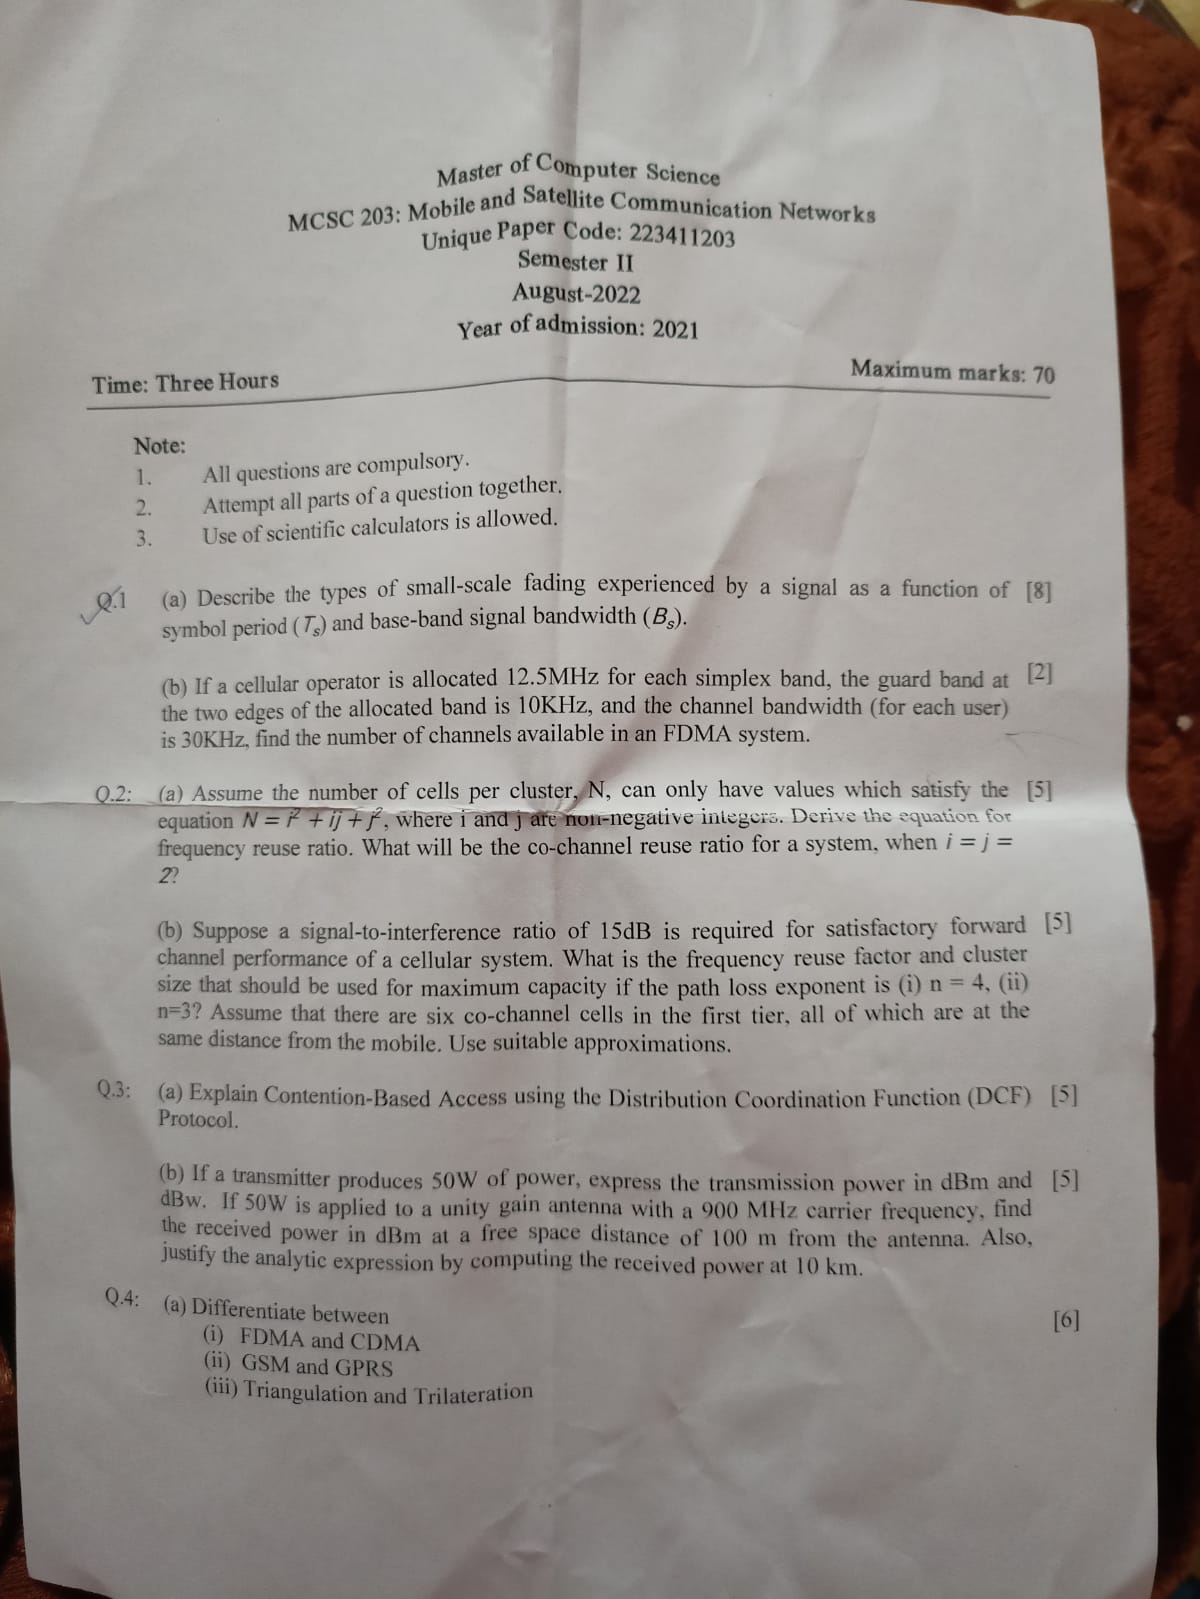 Master of Computer Science
MCSC 203: Mobile and Satellite Communication Networks
Unique Paper Code: 223411203
Semester II
August-2022
Year of admission: 2021
Time: Three Hours
Maximum marks: 70
Note:
1. All questions are compulsory.
2. Attempt all parts of a question together.
3. Use of scientific calculators is allowed.
Q.1 (a) Describe the types of small-scale fading experienced by a signal as a function of [8]
symbol period (Ts) and base-band signal bandwidth (Bs).
(b) If a cellular operator is allocated 12.5MHz for each simplex band, the guard band at [2]
the two edges of the allocated band is 10KHz, and the channel bandwidth (for each user)
is 30KHz, find the number of channels available in an FDMA system.
Q.2: (a) Assume the number of cells per cluster, N, can only have values which satisfy the [5]
equation N = i² + ij + j², where i and j are non-negative integers. Derive the equation for
frequency reuse ratio. What will be the co-channel reuse ratio for a system, when i = j =
2?
(b) Suppose a signal-to-interference ratio of 15dB is required for satisfactory forward [5]
channel performance of a cellular system. What is the frequency reuse factor and cluster
size that should be used for maximum capacity if the path loss exponent is (i) n = 4, (ii)
n=3? Assume that there are six co-channel cells in the first tier, all of which are at the
same distance from the mobile. Use suitable approximations.
Q.3: (a) Explain Contention-Based Access using the Distribution Coordination Function (DCF) [5]
Protocol.
(b) If a transmitter produces 50W of power, express the transmission power in dBm and [5]
dBw. If 50W is applied to a unity gain antenna with a 900 MHz carrier frequency, find
the received power in dBm at a free space distance of 100 m from the antenna. Also,
justify the analytic expression by computing the received power at 10 km.
Q.4: (a) Differentiate between [6]
(i) FDMA and CDMA
(ii) GSM and GPRS
(iii) Triangulation and Trilateration